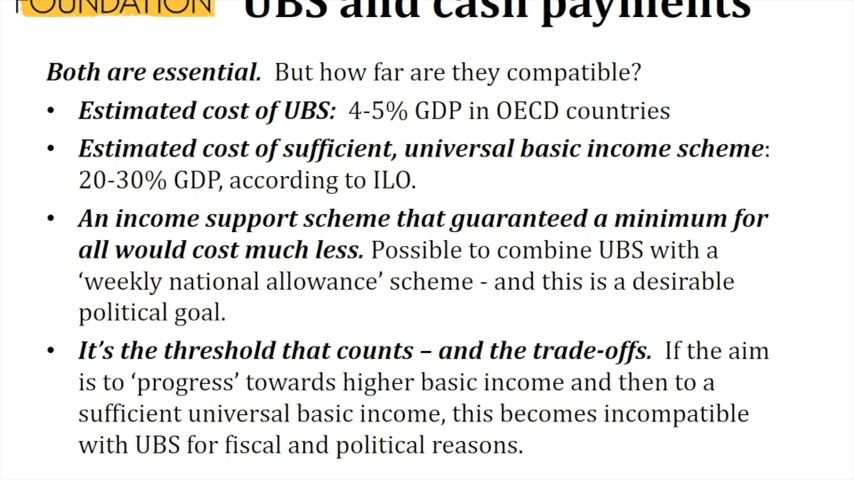 FOUNDATION UBS and cash payments
Both are essential. But how far are they compatible?
• Estimated cost of UBS: 4-5% GDP in OECD countries
• Estimated cost of sufficient, universal basic income scheme:
20-30% GDP, according to ILO.
• An income support scheme that guaranteed a minimum for
all would cost much less. Possible to combine UBS with a
‘weekly national allowance’ scheme - and this is a desirable
political goal.
• It’s the threshold that counts – and the trade-offs. If the aim
is to ‘progress’ towards higher basic income and then to a
sufficient universal basic income, this becomes incompatible
with UBS for fiscal and political reasons.